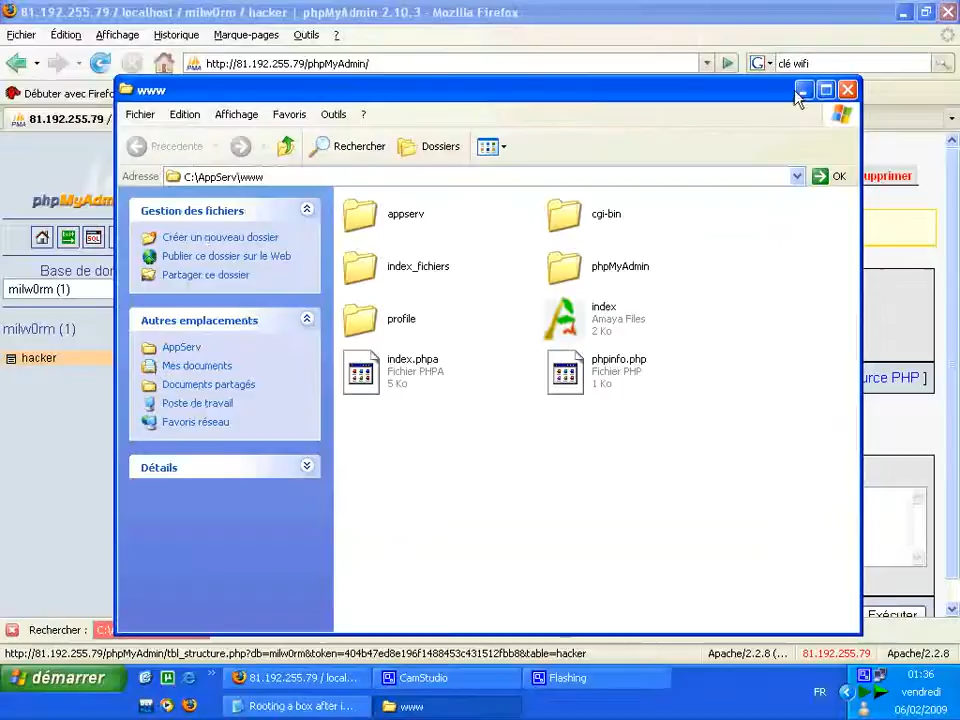 81.192.255.79 / localhost / milw0rm / hacker | phpMyAdmin 2.10.3 - Mozilla Firefox
Fichier Édition Affichage Historique Marque-pages Outils ?
http://81.192.255.79/phpMyAdmin/
clé wifi
Débuter avec Firefo
81.192.255.79 /
www
Fichier Edition Affichage Favoris Outils ?
Précédente Rechercher Dossiers
Adresse C:\AppServ\www OK
upprimer
phpMyAdm
Base de don
milw0rm (1)
milw0rm (1)
hacker
Gestion des fichiers
Créer un nouveau dossier
Publier ce dossier sur le Web
Partager ce dossier
Autres emplacements
AppServ
Mes documents
Documents partagés
Poste de travail
Favoris réseau
Détails
appserv
cgi-bin
index_fichiers
phpMyAdmin
profile
index
Amaya Files
2 Ko
index.phpa
Fichier PHPA
5 Ko
phpinfo.php
Fichier PHP
1 Ko
urce PHP ]
Exécuter
Rechercher : C:\
http://81.192.255.79/phpMyAdmin/tbl_structure.php?db=milw0rm&token=404b47ed8e196f1488453c431512fbb8&table=hacker
Apache/2.2.8 (... 81.192.255.79 Apache/2.2.8
démarrer
81.192.255.79 / local...
CamStudio
Flashing
Rooting a box after i...
www
FR
01:36
vendredi
06/02/2009